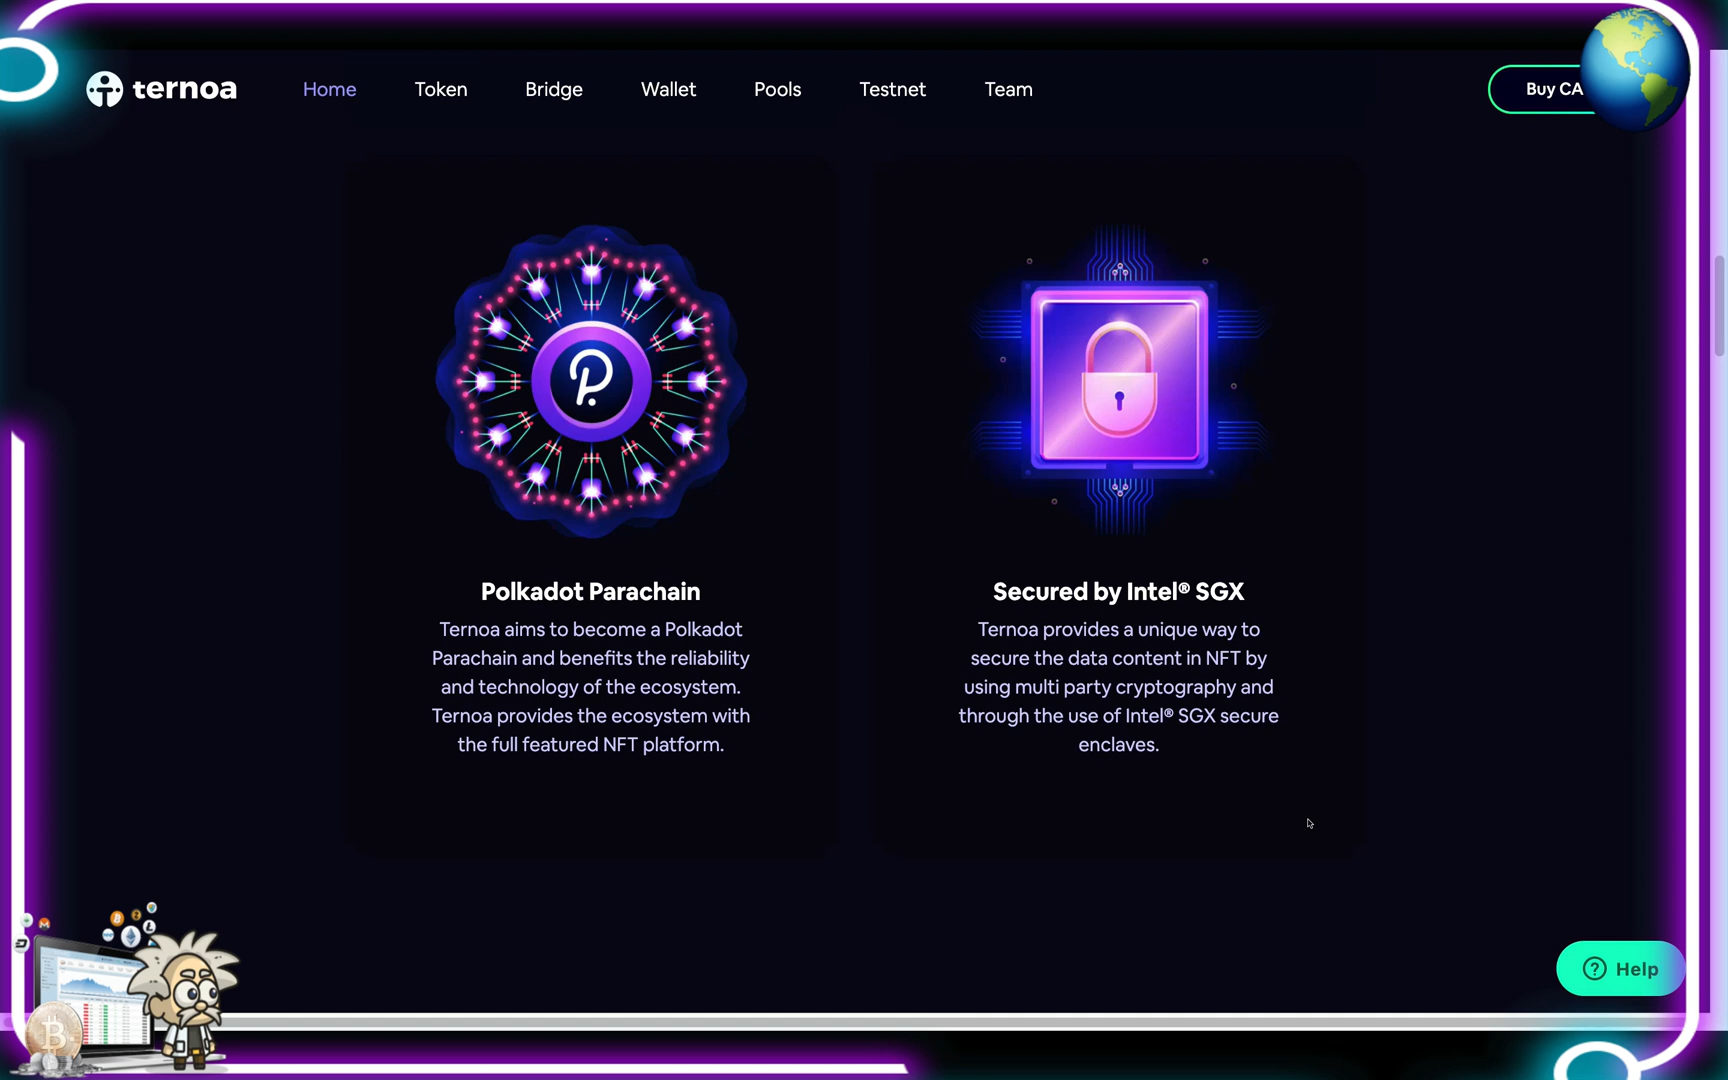 ternoa
Home
Token
Bridge
Wallet
Pools
Testnet
Team
Buy CA
Polkadot Parachain
Ternoa aims to become a Polkadot
Parachain and benefits the reliability
and technology of the ecosystem.
Ternoa provides the ecosystem with
the full featured NFT platform.
Secured by Intel® SGX
Ternoa provides a unique way to
secure the data content in NFT by
using multi party cryptography and
through the use of Intel® SGX secure
enclaves.
Help